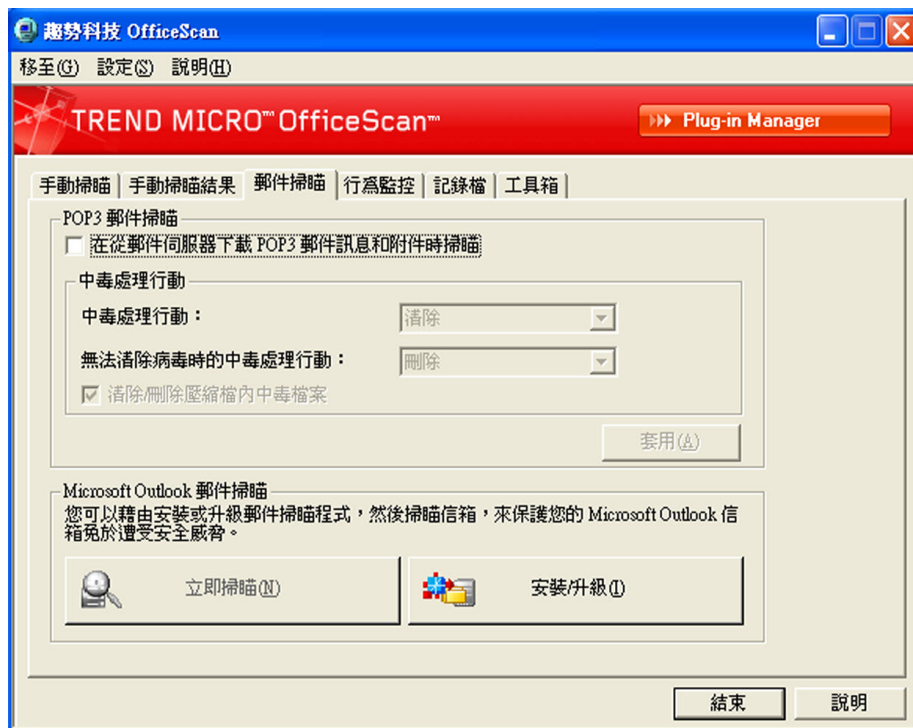 趨勢科技 OfficeScan
移至(G) 設定(S) 說明(H)
TREND MICRO™ OfficeScan™
Plug-in Manager
手動掃瞄 手動掃瞄結果 郵件掃瞄 行為監控 記錄檔 工具箱
POP3 郵件掃瞄
在從郵件伺服器下載 POP3 郵件訊息和附件時掃瞄
中毒處理行動
中毒處理行動： 清除
無法清除病毒時的中毒處理行動： 刪除
清除/刪除壓縮檔內中毒檔案
套用(A)
Microsoft Outlook 郵件掃瞄
您可以藉由安裝或升級郵件掃瞄程式，然後掃瞄信箱，來保護您的 Microsoft Outlook 信
箱免於遭受安全威脅。
立即掃瞄(N) 安裝/升級(I)
結束 說明